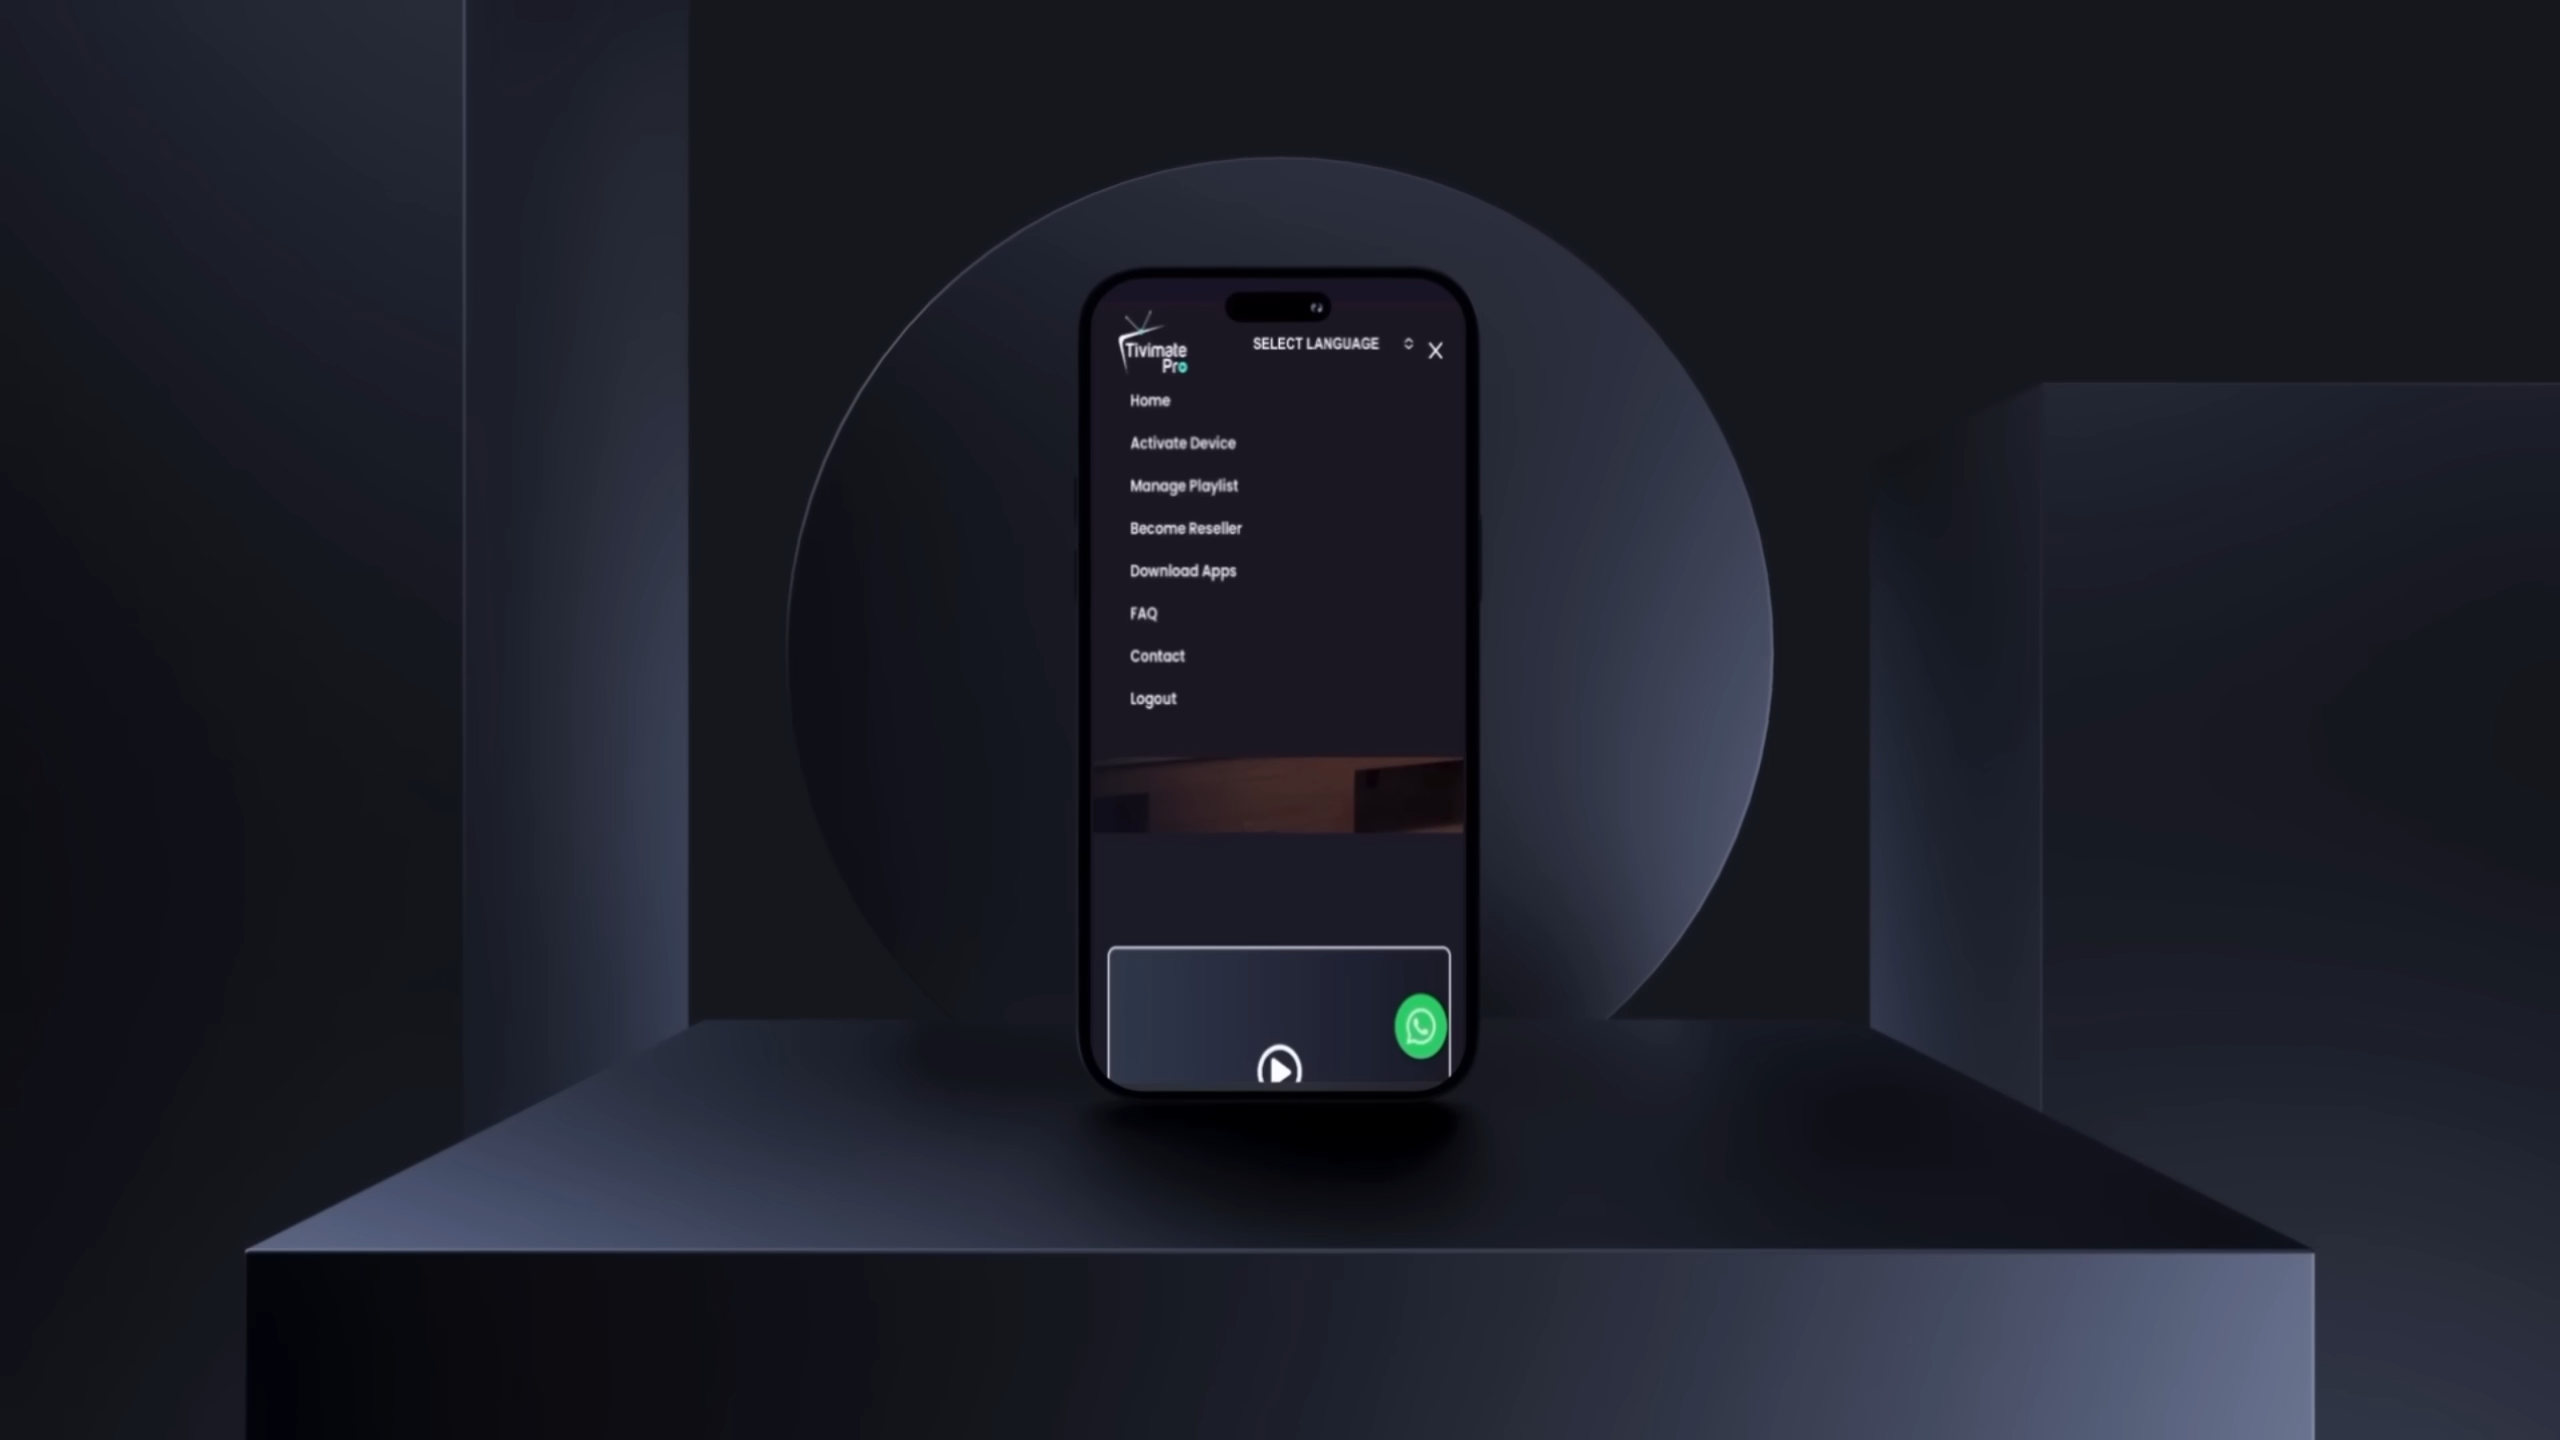 Tivimate
Pro
SELECT LANGUAGE
X
Home
Activate Device
Manage Playlist
Become Reseller
Download Apps
FAQ
Contact
Logout